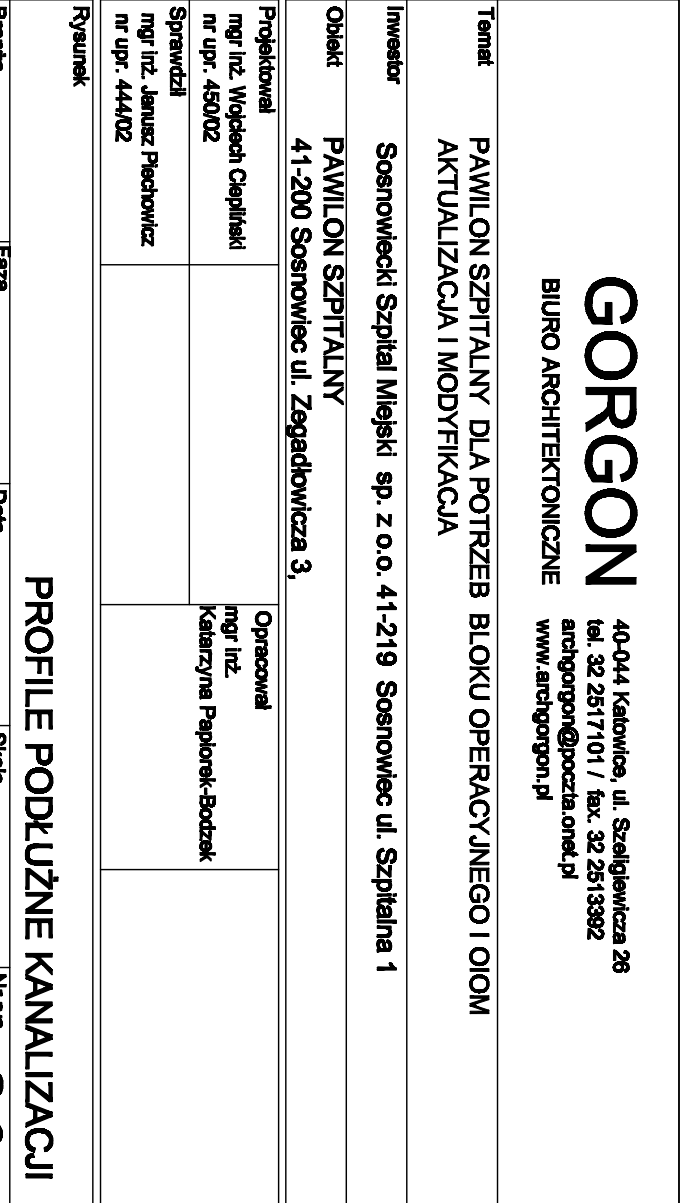 GORGON
BIURO ARCHITEKTONICZNE
40-044 Katowice, ul. Szeligiewicza 26
tel. 32 2517101 / fax. 32 2513392
archgorgon@poczta.onet.pl
www.archgorgon.pl
Temat
PAWILON SZPITALNY DLA POTRZEB BLOKU OPERACYJNEGO I OIOM
AKTUALIZACJA I MODYFIKACJA
Inwestor
Sosnowiecki Szpital Miejski sp. z o.o. 41-219 Sosnowiec ul. Szpitalna 1
Obiekt
PAWILON SZPITALNY
41-200 Sosnowiec ul. Zegadłowicza 3,
Projektował
mgr inż. Wojciech Ciepliński
nr upr. 450/02
Opracował
mgr inż.
Katarzyna Papiorek-Bodzek
Sprawdził
mgr inż. Janusz Piechowicz
nr upr. 444/02
Rysunek
PROFILE PODŁUŻNE KANALIZACJI
Faza
Data
Skala